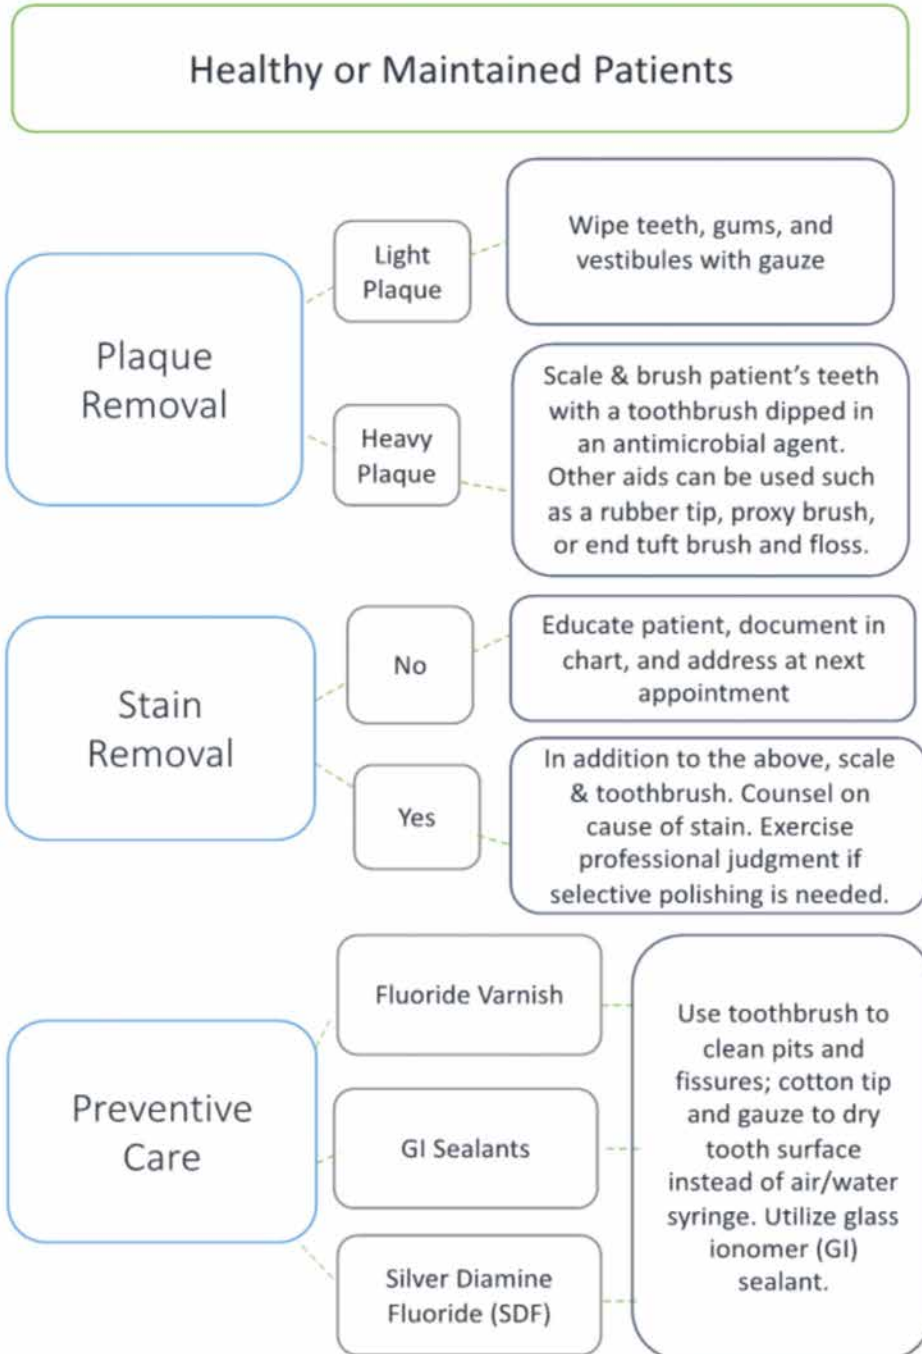 Healthy or Maintained Patients
Plaque
Removal
Light
Plaque
Wipe teeth, gums, and
vestibules with gauze
Heavy
Plaque
Scale & brush patient's teeth
with a toothbrush dipped in
an antimicrobial agent.
Other aids can be used such
as a rubber tip, proxy brush,
or end tuft brush and floss.
Stain
Removal
No
Educate patient, document in
chart, and address at next
appointment
Yes
In addition to the above, scale
& toothbrush. Counsel on
cause of stain. Exercise
professional judgment if
selective polishing is needed.
Preventive
Care
Fluoride Varnish
GI Sealants
Silver Diamine
Fluoride (SDF)
Use toothbrush to
clean pits and
fissures; cotton tip
and gauze to dry
tooth surface
instead of air/water
syringe. Utilize glass
ionomer (GI)
sealant.